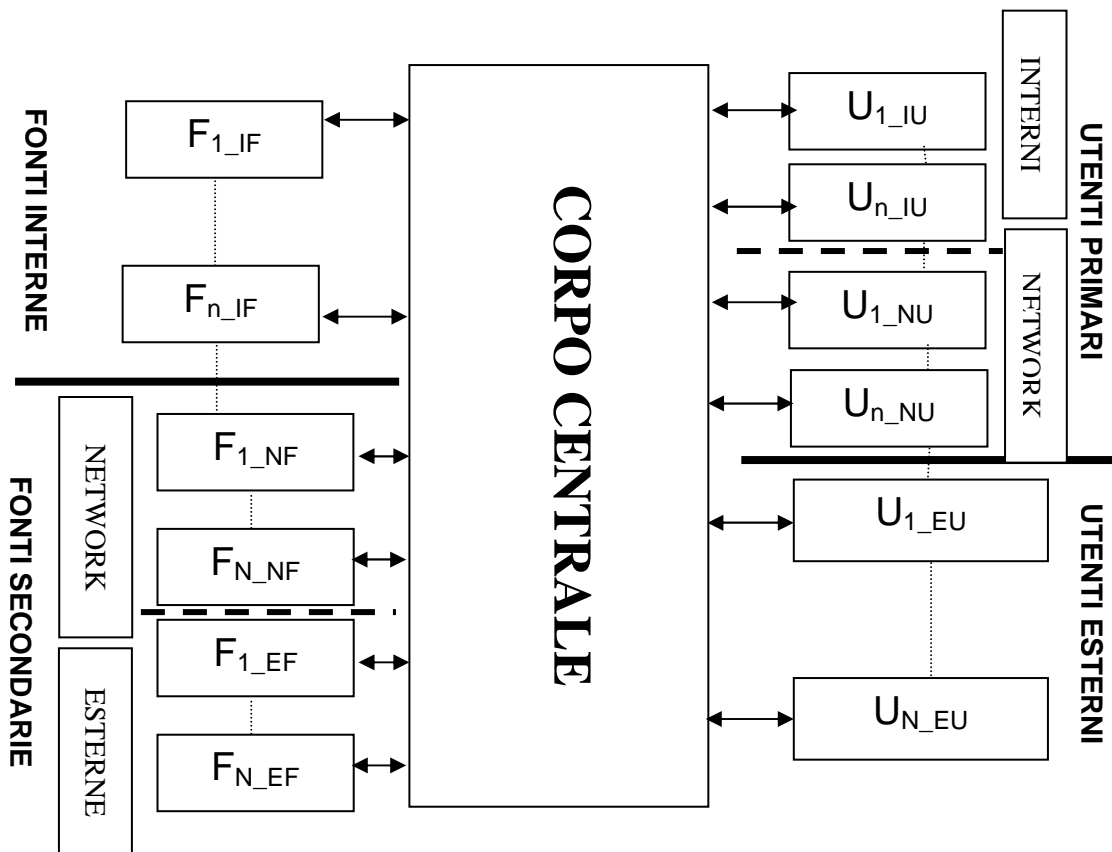 FONTI INTERNE
F1_IF
Fn_IF
FONTI SECONDARIE
NETWORK
F1_NF
FN_NF
ESTERNE
F1_EF
FN_EF
CORPO CENTRALE
U1_IU
Un_IU
INTERNI
U1_NU
Un_NU
NETWORK
UTENTI PRIMARI
U1_EU
UN_EU
UTENTI ESTERNI